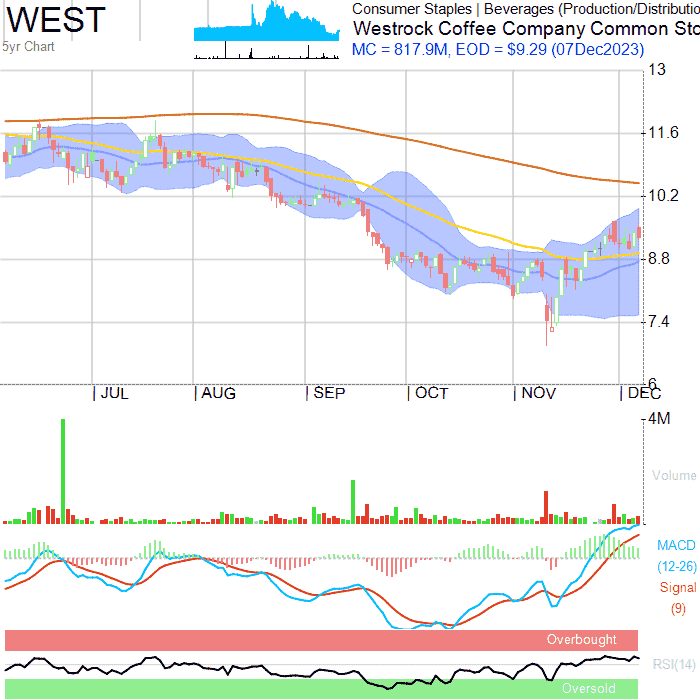 WEST
5yr Chart
Consumer Staples | Beverages (Production/Distributio
Westrock Coffee Company Common Sto
MC = 817.9M, EOD = $9.29 (07Dec2023)
13
11.6
10.2
8.8
7.4
6
JUL AUG SEP OCT NOV DEC
4M
Volume
MACD
(12-26)
Signal
(9)
Overbought
RSI(14)
Oversold